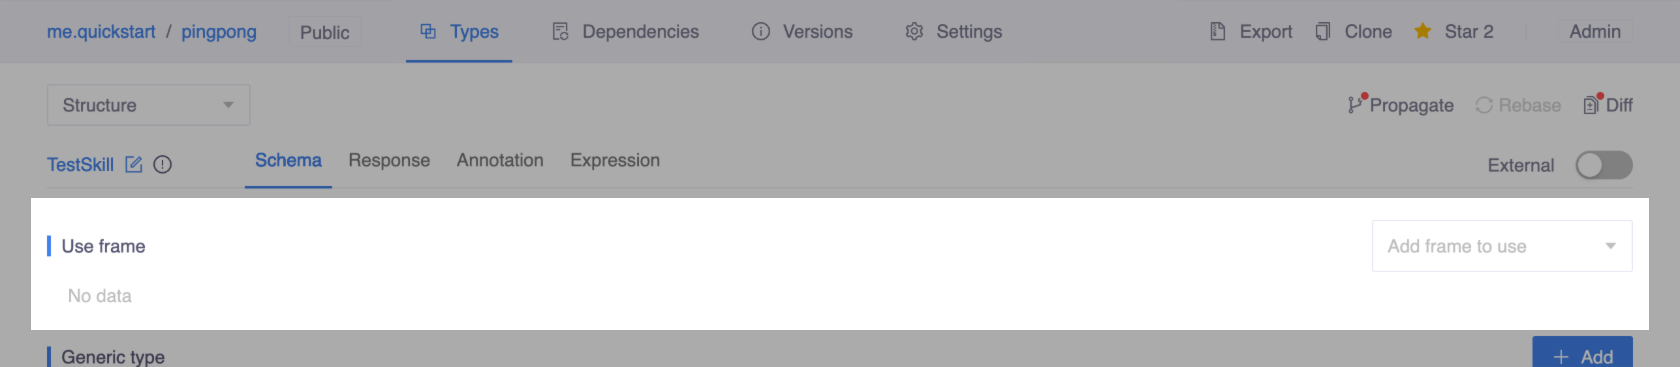 me.quickstart / pingpong Public Types Dependencies Versions Settings Export Clone Star 2 Admin
Structure Propagate Rebase Diff
TestSkill Schema Response Annotation Expression External
Use frame Add frame to use
No data
Generic type + Add